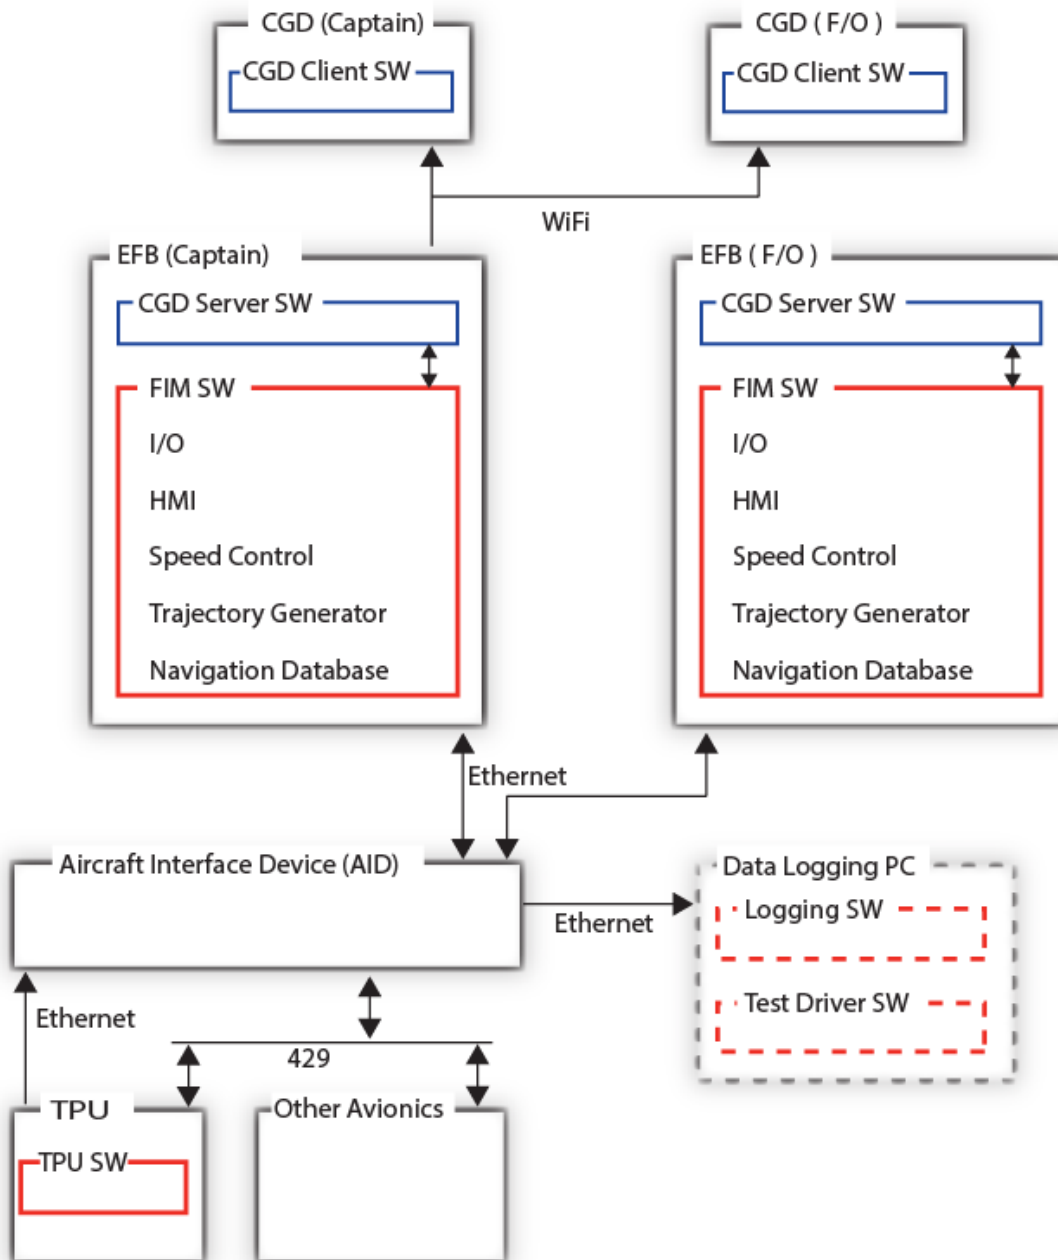 CGD (Captain)
CGD ( F/O )
CGD Client SW
CGD Client SW
WiFi
EFB (Captain)
EFB ( F/O )
CGD Server SW
CGD Server SW
FIM SW
I/O
HMI
Speed Control
Trajectory Generator
Navigation Database
FIM SW
I/O
HMI
Speed Control
Trajectory Generator
Navigation Database
Ethernet
Aircraft Interface Device (AID)
Ethernet
Data Logging PC
Logging SW
Test Driver SW
Ethernet
429
TPU
TPU SW
Other Avionics